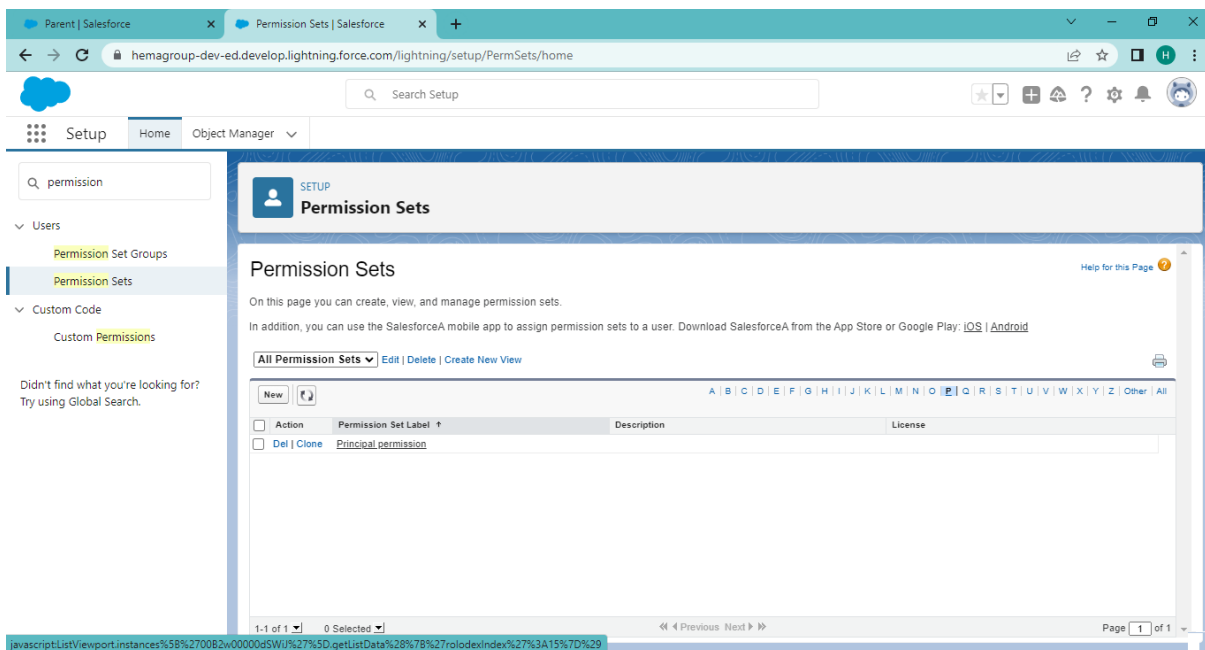 Parent | Salesforce
Permission Sets | Salesforce
hemagroup-dev-ed.develop.lightning.force.com/lightning/setup/PermSets/home
H
Search Setup
Setup
Home
Object Manager
permission
Users
Permission Set Groups
Permission Sets
Custom Code
Custom Permissions
Didn't find what you're looking for?
Try using Global Search.
SETUP
Permission Sets
Permission Sets
Help for this Page
On this page you can create, view, and manage permission sets.
In addition, you can use the SalesforceA mobile app to assign permission sets to a user. Download SalesforceA from the App Store or Google Play: iOS | Android
All Permission Sets Edit | Delete | Create New View
New A | B | C | D | E | F | G | H | I | J | K | L | M | N | O | P | Q | R | S | T | U | V | W | X | Y | Z | Other | All
Action Permission Set Label ↑ Description License
Del | Clone Principal permission
1-1 of 1 0 Selected Previous Next Page 1 of 1
javascript:ListViewport.instances%5B%2700B2w00000dSWiJ%27%5D.getListData%28%7B%27rolodexIndex%27%3A15%7D%29